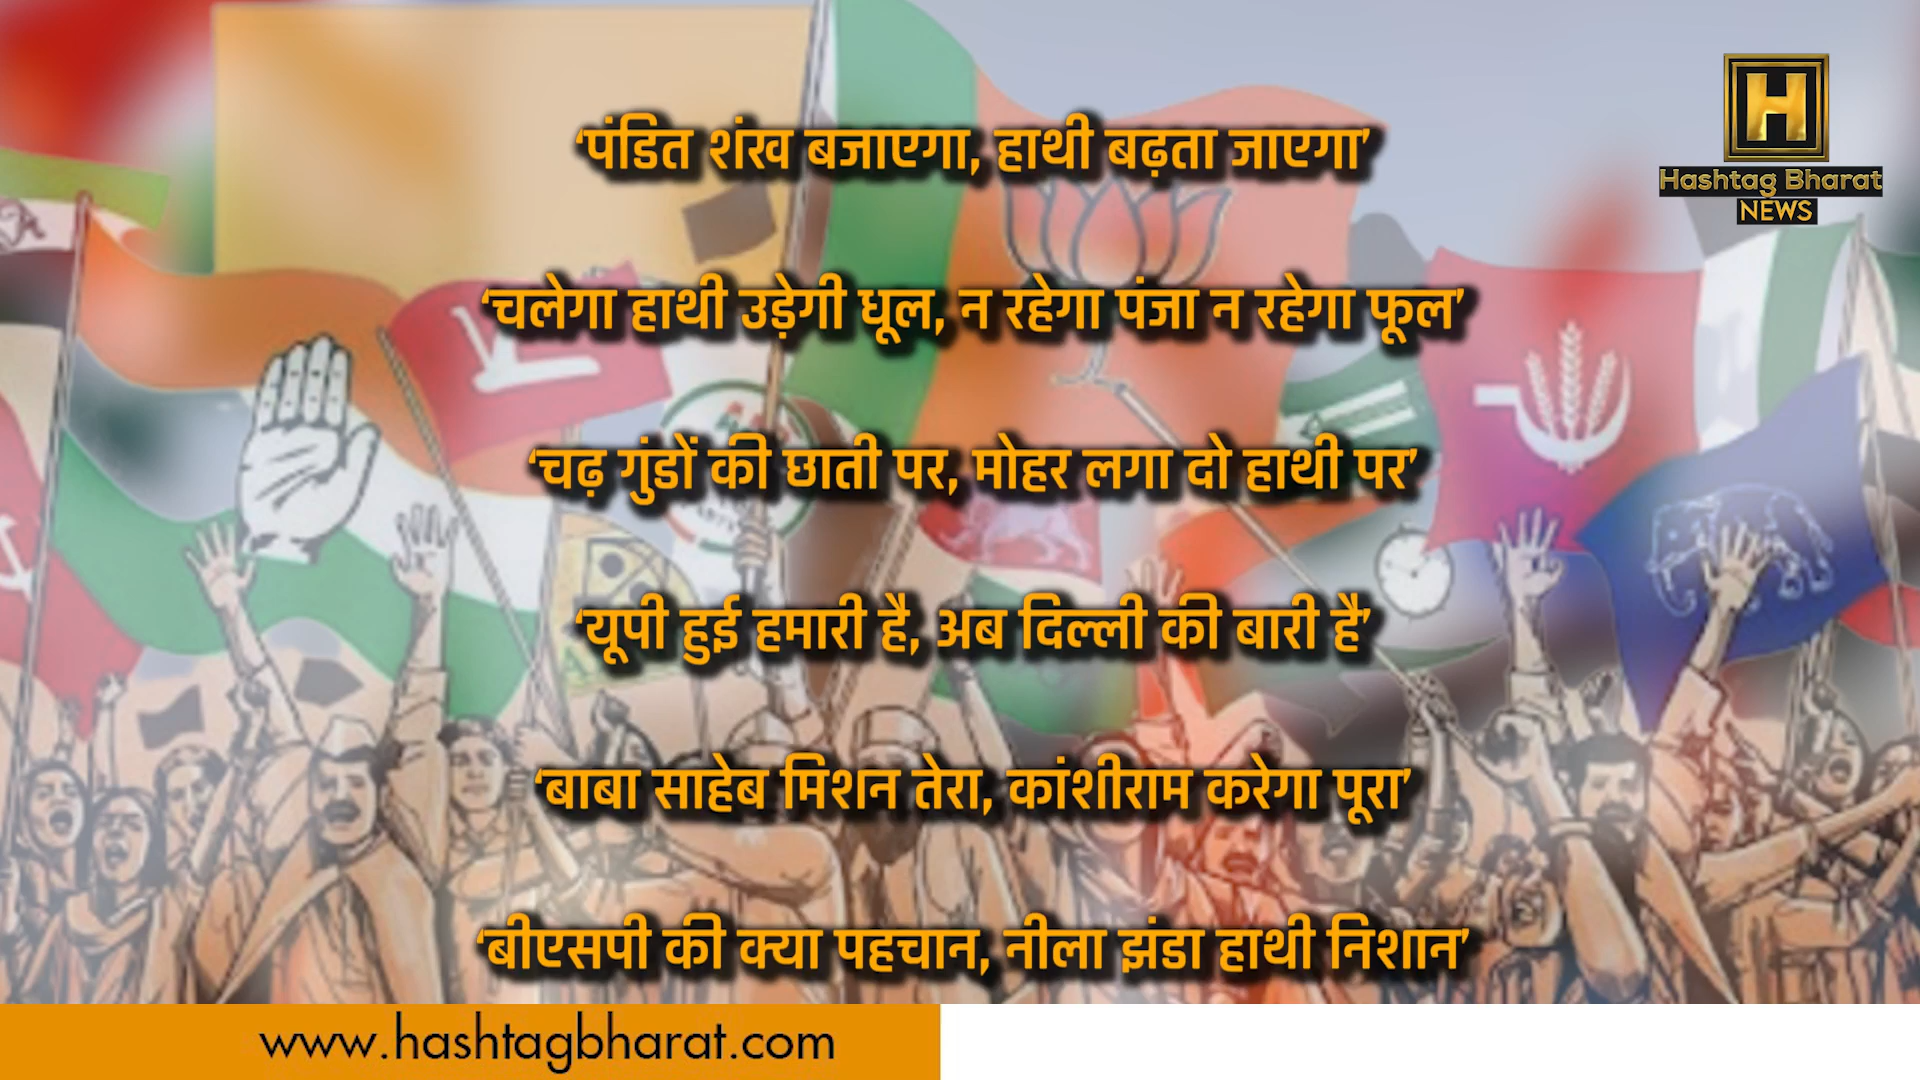 ‘पंडित शंख बजाएगा, हाथी बढ़ता जाएगा’
H
Hashtag Bharat
NEWS
‘चलेगा हाथी उड़ेगी धूल, न रहेगा पंजा न रहेगा फूल’
‘चढ़ गुंडों की छाती पर, मोहर लगा दो हाथी पर’
‘यूपी हुई हमारी है, अब दिल्ली की बारी है’
‘बाबा साहेब मिशन तेरा, कांशीराम करेगा पूरा’
‘बीएसपी की क्या पहचान, नीला झंडा हाथी निशान’
www.hashtagbharat.com